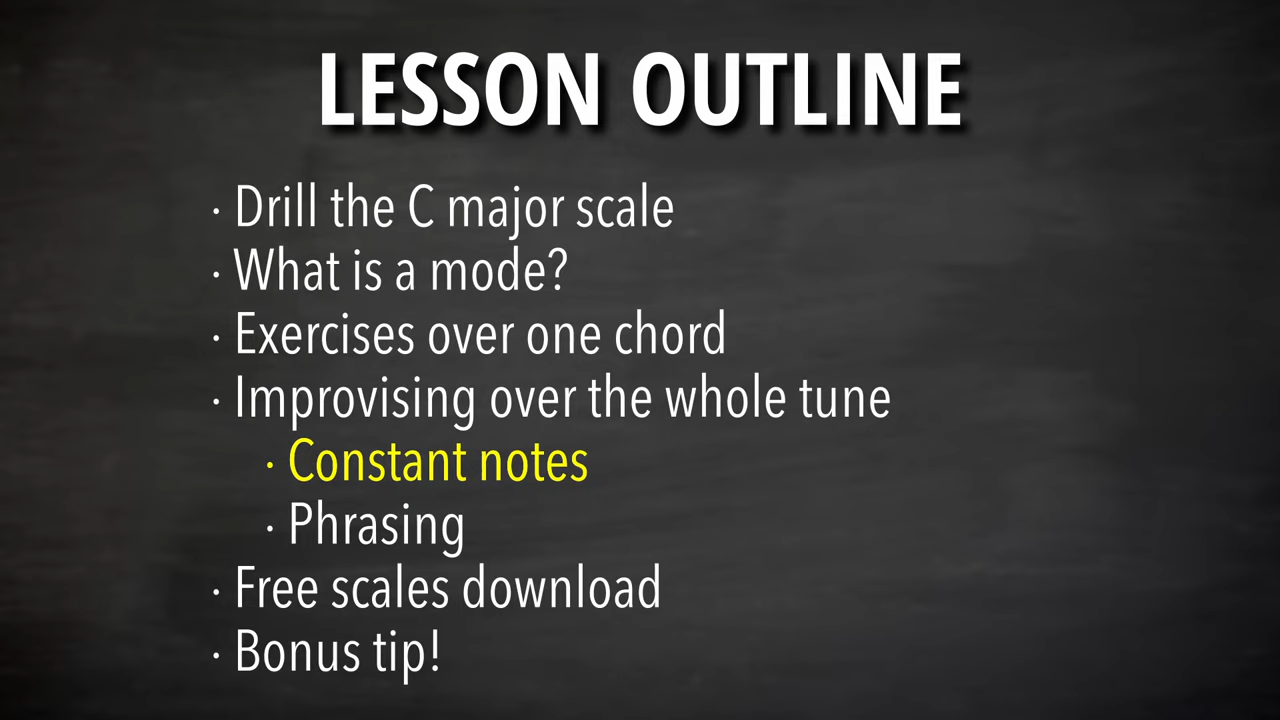 LESSON OUTLINE
· Drill the C major scale
· What is a mode?
· Exercises over one chord
· Improvising over the whole tune
· Constant notes
· Phrasing
· Free scales download
· Bonus tip!